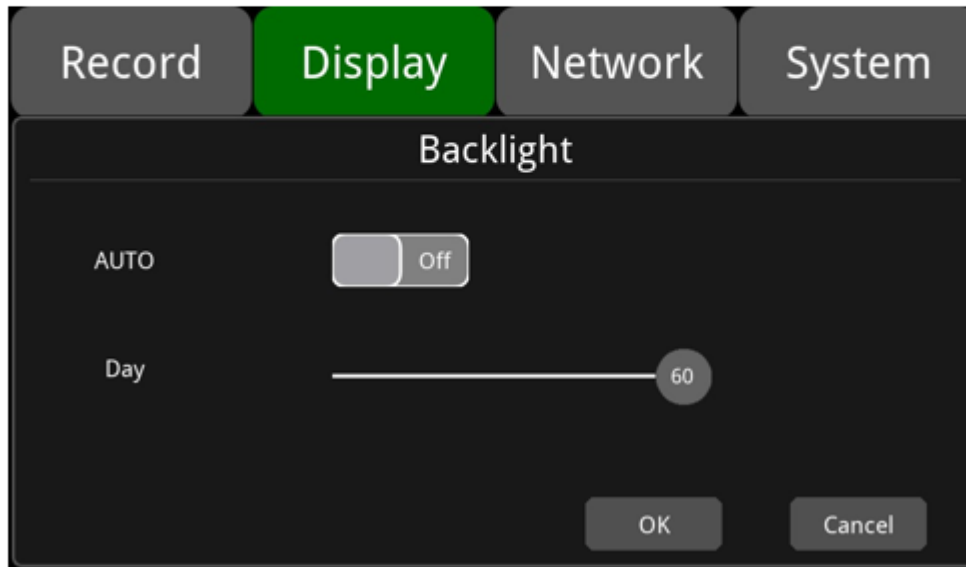 Record Display Network System
Backlight
AUTO Off
Day 60
OK Cancel